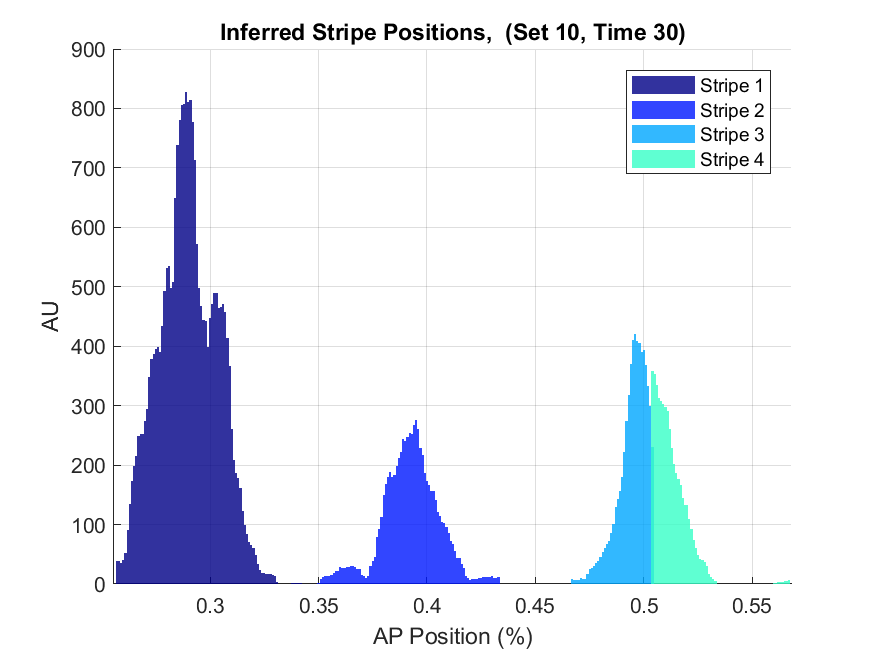 Inferred Stripe Positions,  (Set 10, Time 30)
900
800
700
600
500
400
300
200
100
0
AU
Stripe 1
Stripe 2
Stripe 3
Stripe 4
0.3 0.35 0.4 0.45 0.5 0.55
AP Position (%)